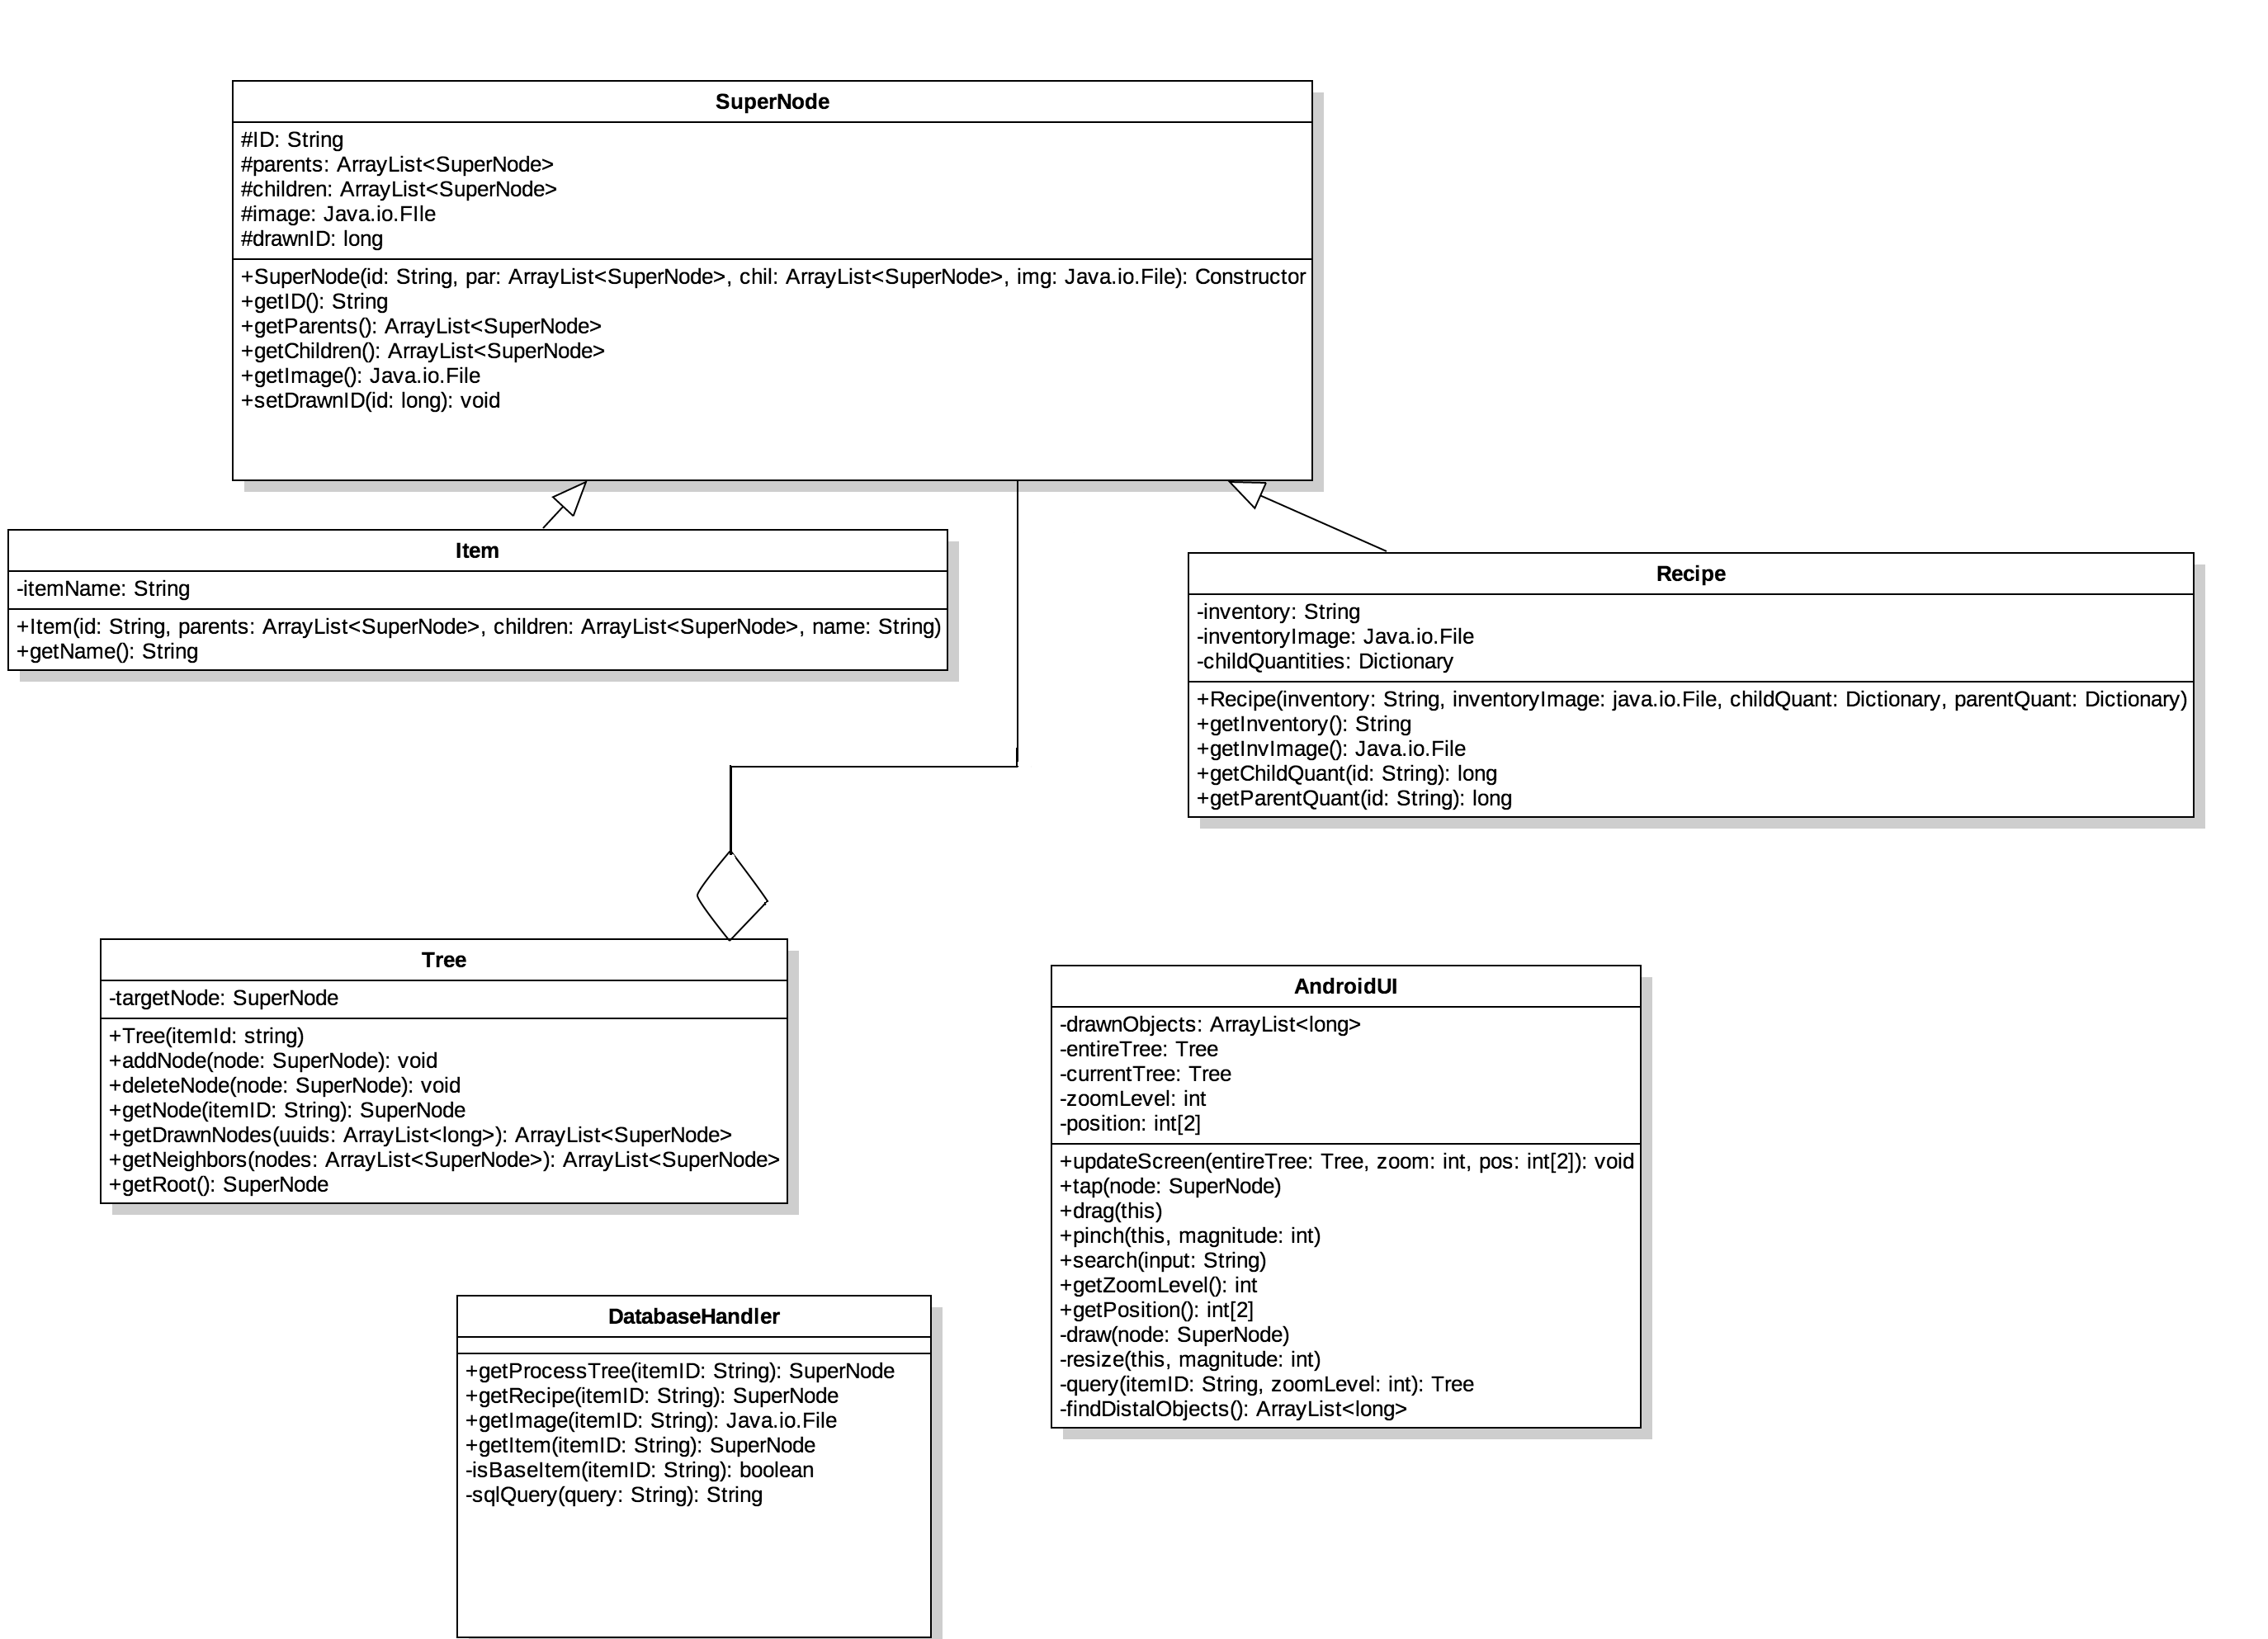 SuperNode
#ID: String
#parents: ArrayList<SuperNode>
#children: ArrayList<SuperNode>
#image: Java.io.FIle
#drawnID: long
+SuperNode(id: String, par: ArrayList<SuperNode>, chil: ArrayList<SuperNode>, img: Java.io.File): Constructor
+getID(): String
+getParents(): ArrayList<SuperNode>
+getChildren(): ArrayList<SuperNode>
+getImage(): Java.io.File
+setDrawnID(id: long): void
Item
-itemName: String
+Item(id: String, parents: ArrayList<SuperNode>, children: ArrayList<SuperNode>, name: String)
+getName(): String
Recipe
-inventory: String
-inventoryImage: Java.io.File
-childQuantities: Dictionary
+Recipe(inventory: String, inventoryImage: java.io.File, childQuant: Dictionary, parentQuant: Dictionary)
+getInventory(): String
+getInvImage(): Java.io.File
+getChildQuant(id: String): long
+getParentQuant(id: String): long
Tree
-targetNode: SuperNode
+Tree(itemId: string)
+addNode(node: SuperNode): void
+deleteNode(node: SuperNode): void
+getNode(itemID: String): SuperNode
+getDrawnNodes(uuids: ArrayList<long>): ArrayList<SuperNode>
+getNeighbors(nodes: ArrayList<SuperNode>): ArrayList<SuperNode>
+getRoot(): SuperNode
AndroidUI
-drawnObjects: ArrayList<long>
-entireTree: Tree
-currentTree: Tree
-zoomLevel: int
-position: int[2]
+updateScreen(entireTree: Tree, zoom: int, pos: int[2]): void
+tap(node: SuperNode)
+drag(this)
+pinch(this, magnitude: int)
+search(input: String)
+getZoomLevel(): int
+getPosition(): int[2]
-draw(node: SuperNode)
-resize(this, magnitude: int)
-query(itemID: String, zoomLevel: int): Tree
-findDistalObjects(): ArrayList<long>
DatabaseHandler
+getProcessTree(itemID: String): SuperNode
+getRecipe(itemID: String): SuperNode
+getImage(itemID: String): Java.io.File
+getItem(itemID: String): SuperNode
-isBaseItem(itemID: String): boolean
-sqlQuery(query: String): String